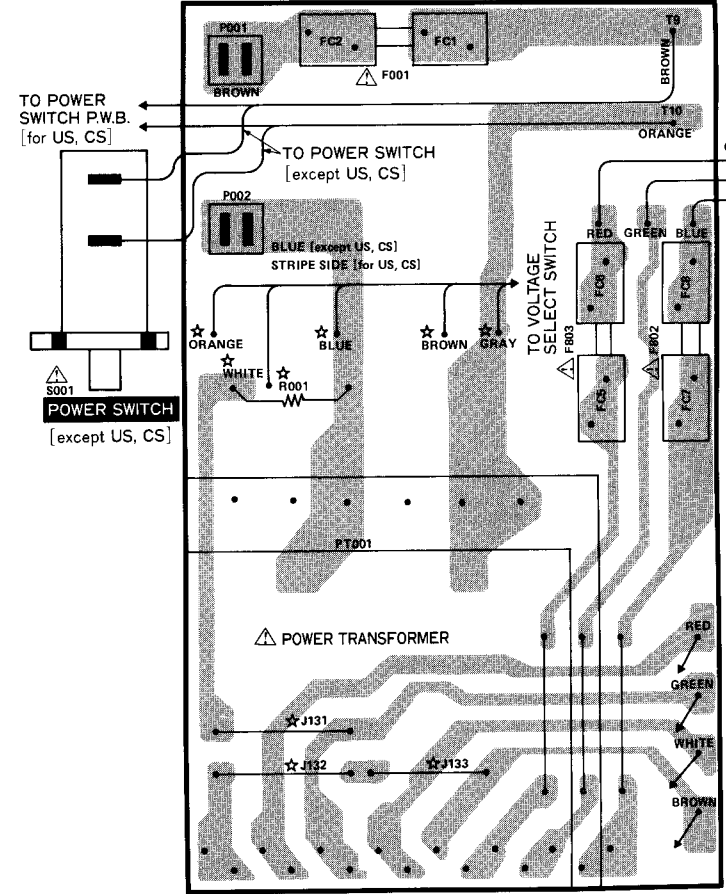 P001
BROWN
FC2
FC1
⚠ F001
T9
BROWN
TO POWER
SWITCH P.W.B.
[for US, CS]
T10
ORANGE
TO POWER SWITCH
[except US, CS]
P002
BLUE [except US, CS]
STRIPE SIDE [for US, CS]
RED
GREEN
BLUE
TO VOLTAGE
SELECT SWITCH
FC6
FC8
☆ ORANGE
☆ BLUE
☆ BROWN
☆ GRAY
⚠ F803
⚠ F802
☆ WHITE
☆ R001
FC5
FC7
⚠
S001
POWER SWITCH
[except US, CS]
PT001
⚠ POWER TRANSFORMER
RED
GREEN
WHITE
BROWN
☆ J131
☆ J132
☆ J133